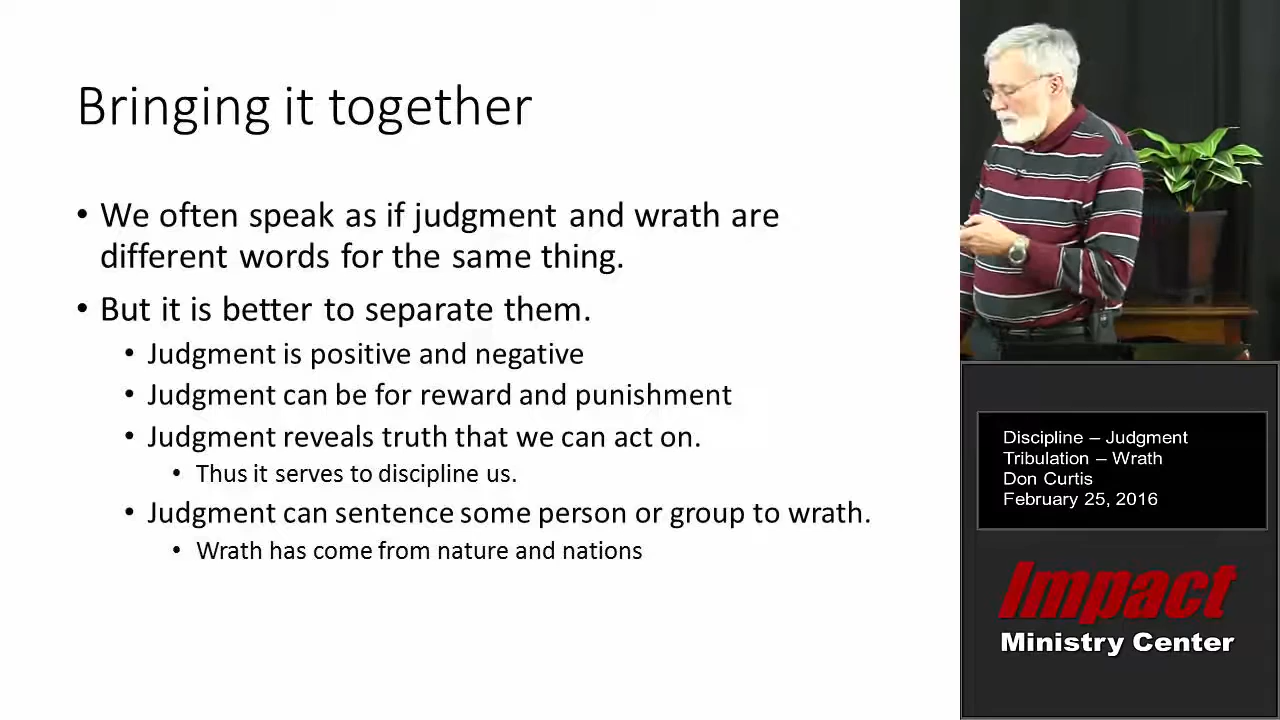 Bringing it together
• We often speak as if judgment and wrath are
different words for the same thing.
• But it is better to separate them.
• Judgment is positive and negative
• Judgment can be for reward and punishment
• Judgment reveals truth that we can act on.
• Thus it serves to discipline us.
• Judgment can sentence some person or group to wrath.
• Wrath has come from nature and nations
Discipline – Judgment
Tribulation – Wrath
Don Curtis
February 25, 2016
Impact
Ministry Center